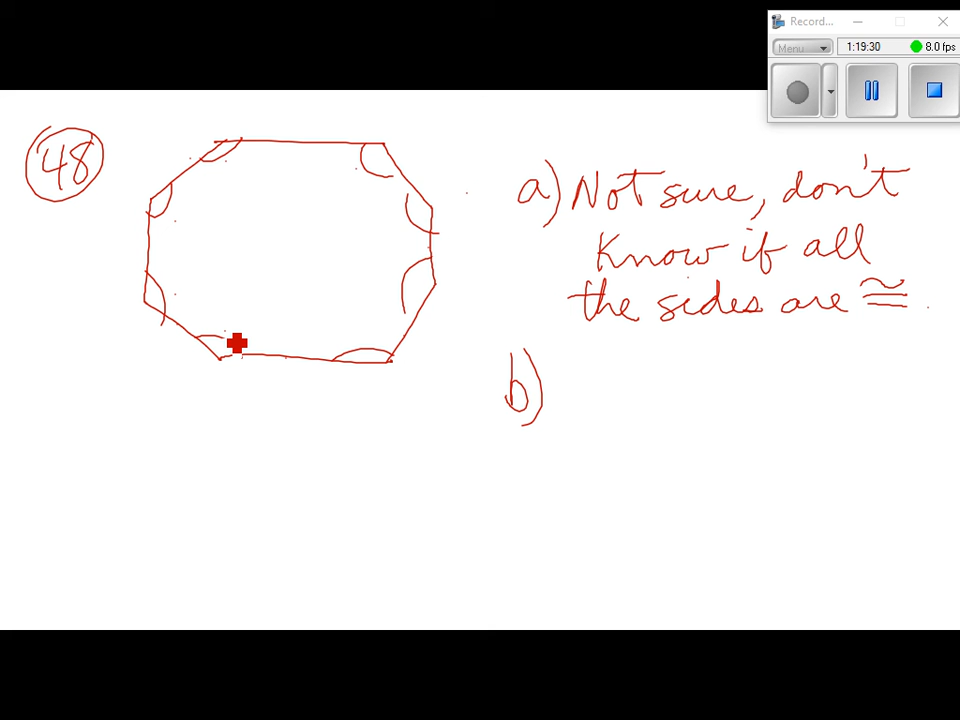 Record...
Menu
1:19:30
8.0 fps
48
a) Not sure, don't
Know if all
the sides are ≅
b)